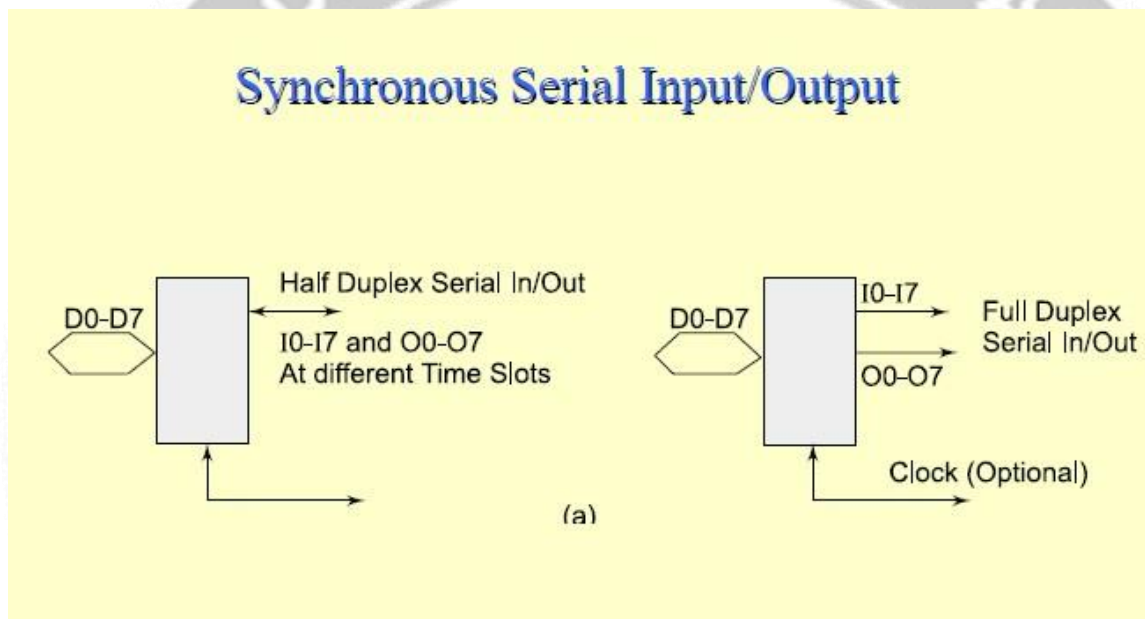 Synchronous Serial Input/Output
D0-D7
Half Duplex Serial In/Out
I0-I7 and O0-O7
At different Time Slots
D0-D7
I0-I7
O0-O7
Full Duplex
Serial In/Out
Clock (Optional)
(a)